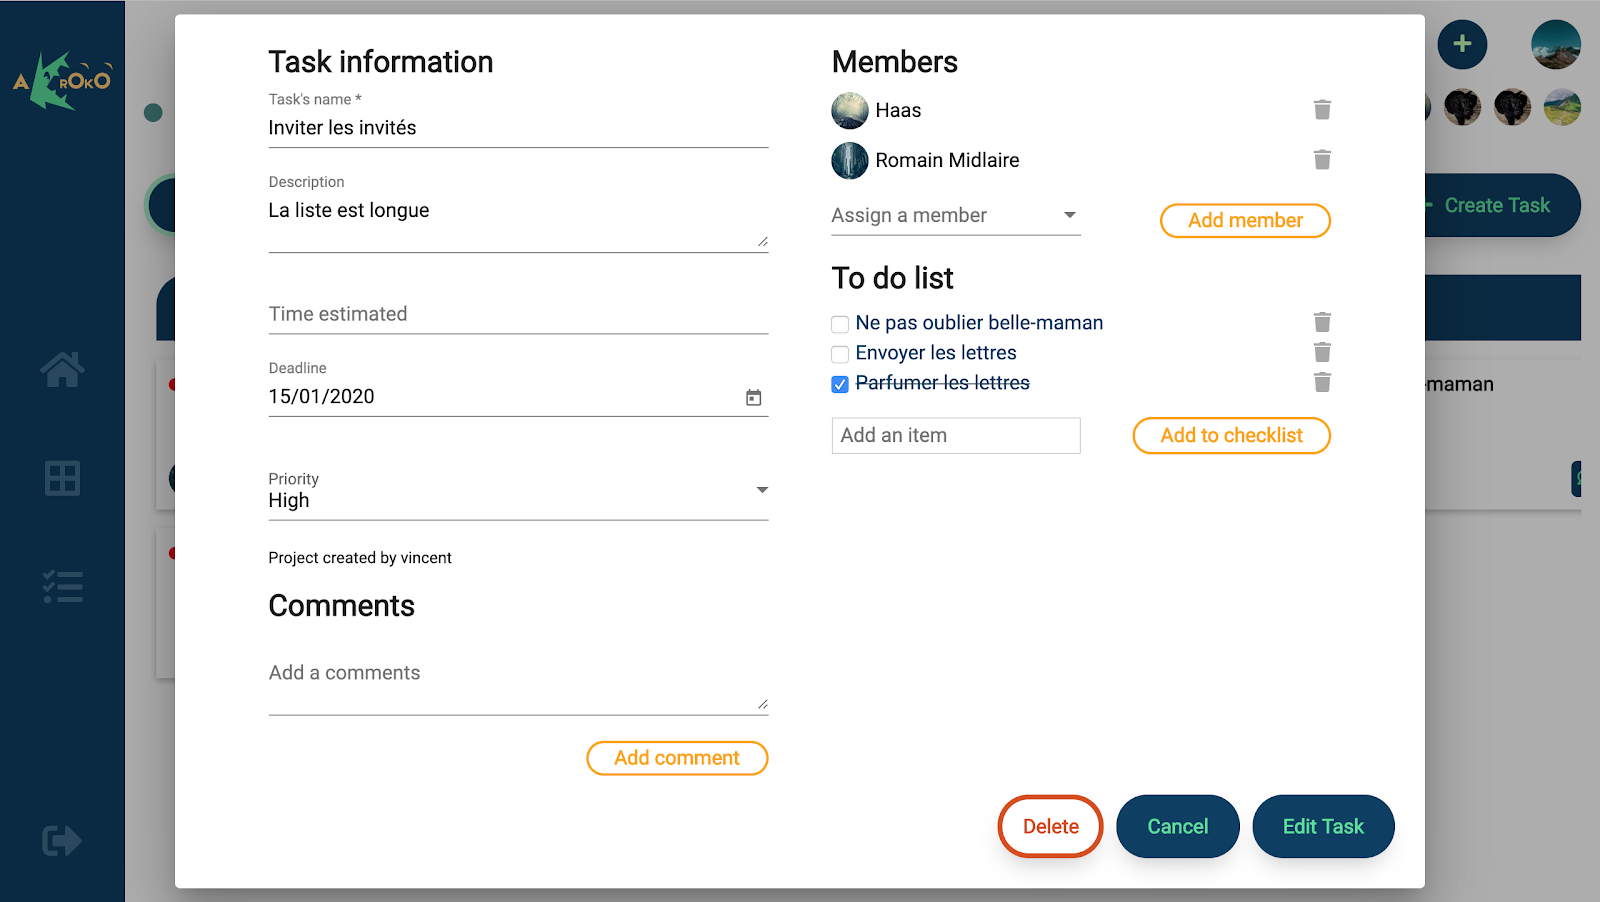 AKROKO
Task information
Task's name *
Inviter les invités
Description
La liste est longue
Time estimated
Deadline
15/01/2020
Priority
High
Project created by vincent
Comments
Add a comments
Add comment
Members
Haas
Romain Midlaire
Assign a member
Add member
To do list
Ne pas oublier belle-maman
Envoyer les lettres
Parfumer les lettres
Add an item
Add to checklist
Delete
Cancel
Edit Task
Create Task
-maman